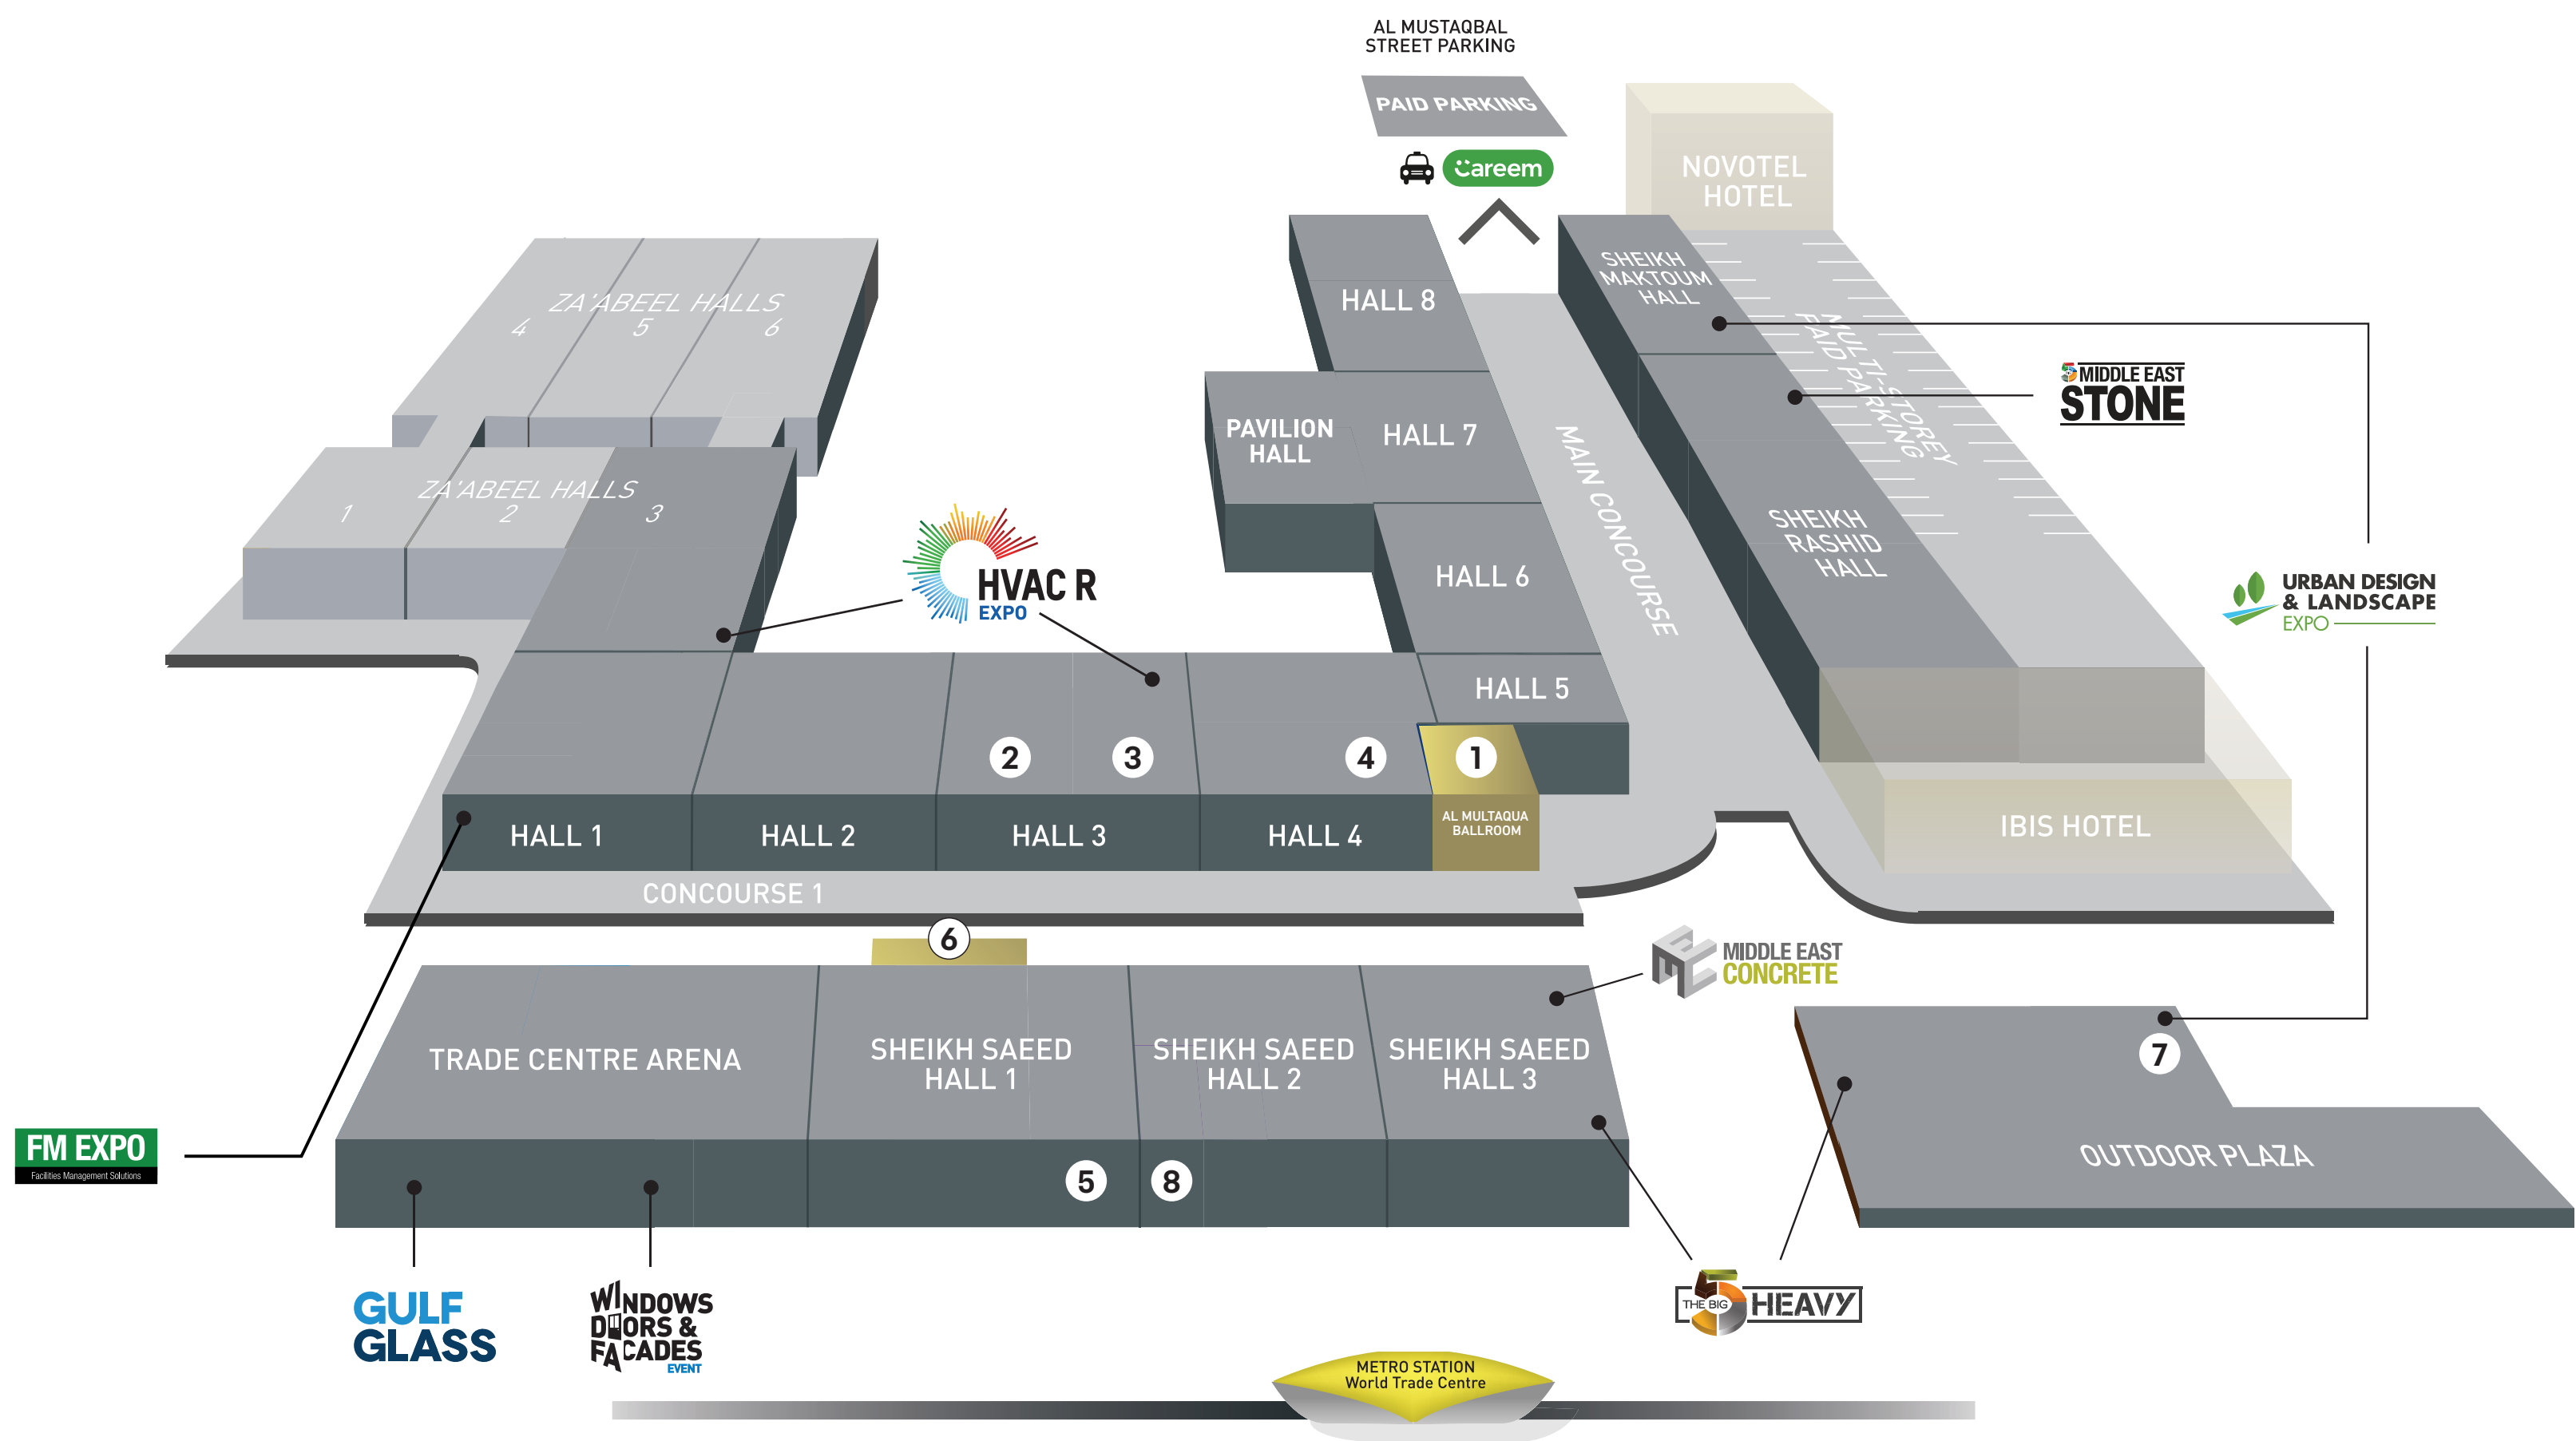 AL MUSTAQBAL
STREET PARKING
PAID PARKING
Careem
NOVOTEL
HOTEL
SHEIKH
MAKTOUM
HALL
MULTI-STOREY
PAID PARKING
ZA'ABEEL HALLS
4 5 6
HALL 8
MIDDLE EAST
STONE
PAVILION
HALL
HALL 7
MAIN CONCOURSE
ZA'ABEEL HALLS
1 2 3
SHEIKH
RASHID
HALL
HVAC R
EXPO
HALL 6
URBAN DESIGN
& LANDSCAPE
EXPO
HALL 5
2 3 4 1
HALL 1
HALL 2
HALL 3
HALL 4
AL MULTAQUA
BALLROOM
IBIS HOTEL
CONCOURSE 1
6
MIDDLE EAST
CONCRETE
TRADE CENTRE ARENA
SHEIKH SAEED
HALL 1
SHEIKH SAEED
HALL 2
SHEIKH SAEED
HALL 3
7
OUTDOOR PLAZA
FM EXPO
Facilities Management Solutions
5 8
GULF
GLASS
WINDOWS
DOORS &
FACADES
EVENT
THE BIG 5 HEAVY
METRO STATION
World Trade Centre